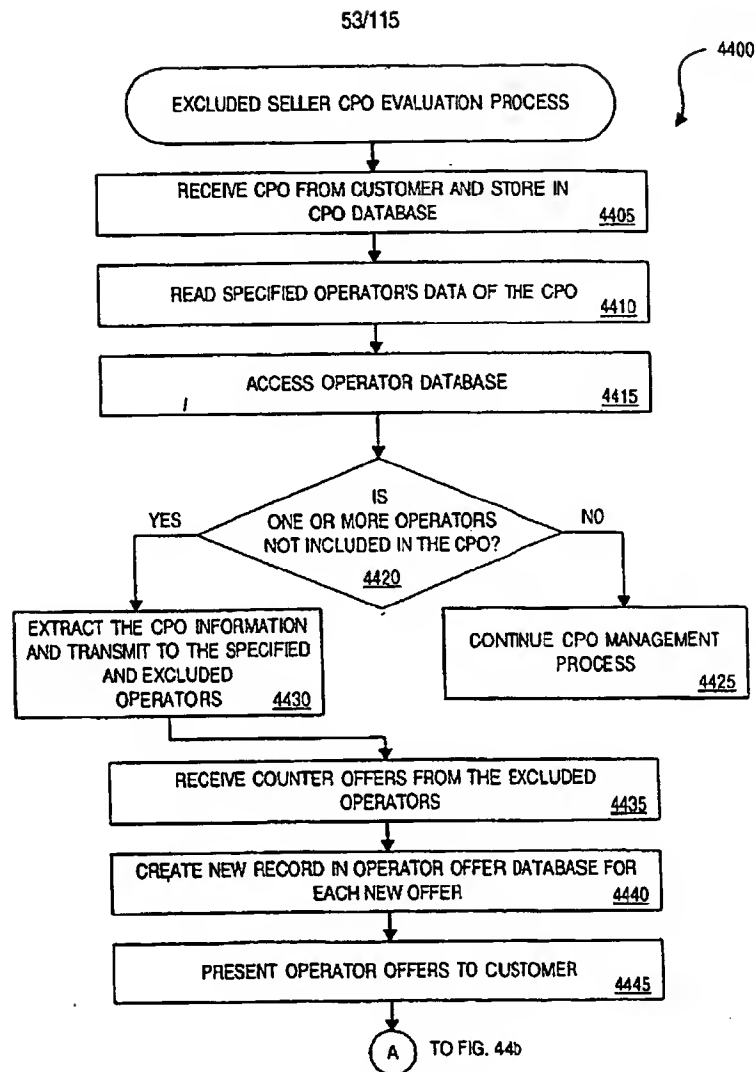 53/115
4400
EXCLUDED SELLER CPO EVALUATION PROCESS
RECEIVE CPO FROM CUSTOMER AND STORE IN
CPO DATABASE
4405
READ SPECIFIED OPERATOR'S DATA OF THE CPO
4410
ACCESS OPERATOR DATABASE
4415
IS
ONE OR MORE OPERATORS
NOT INCLUDED IN THE CPO?
4420
YES
NO
EXTRACT THE CPO INFORMATION
AND TRANSMIT TO THE SPECIFIED
AND EXCLUDED
OPERATORS
4430
CONTINUE CPO MANAGEMENT
PROCESS
4425
RECEIVE COUNTER OFFERS FROM THE EXCLUDED
OPERATORS
4435
CREATE NEW RECORD IN OPERATOR OFFER DATABASE FOR
EACH NEW OFFER
4440
PRESENT OPERATOR OFFERS TO CUSTOMER
4445
A
TO FIG. 44b